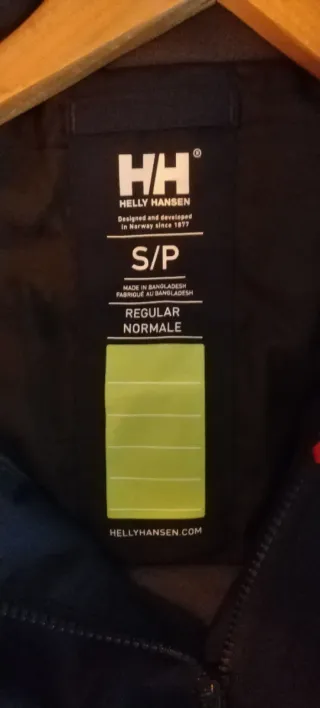 HH®
HELLY HANSEN
Designed and developed
in Norway since 1877
S/P
MADE IN BANGLADESH
FABRIQUÉ AU BANGLADESH
REGULAR
NORMALE
HELLYHANSEN.COM